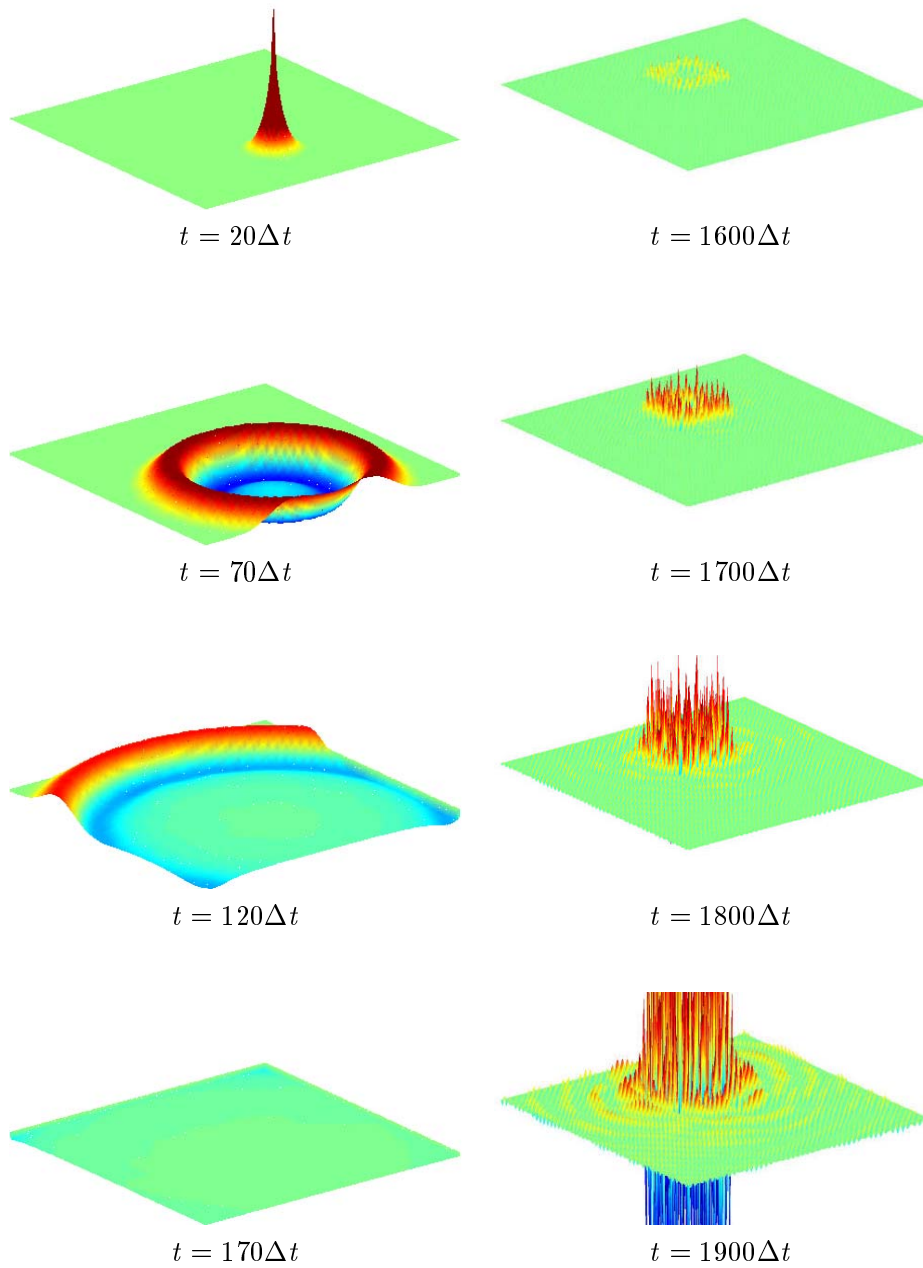 t = 20Δt
t = 1600Δt
t = 70Δt
t = 1700Δt
t = 120Δt
t = 1800Δt
t = 170Δt
t = 1900Δt